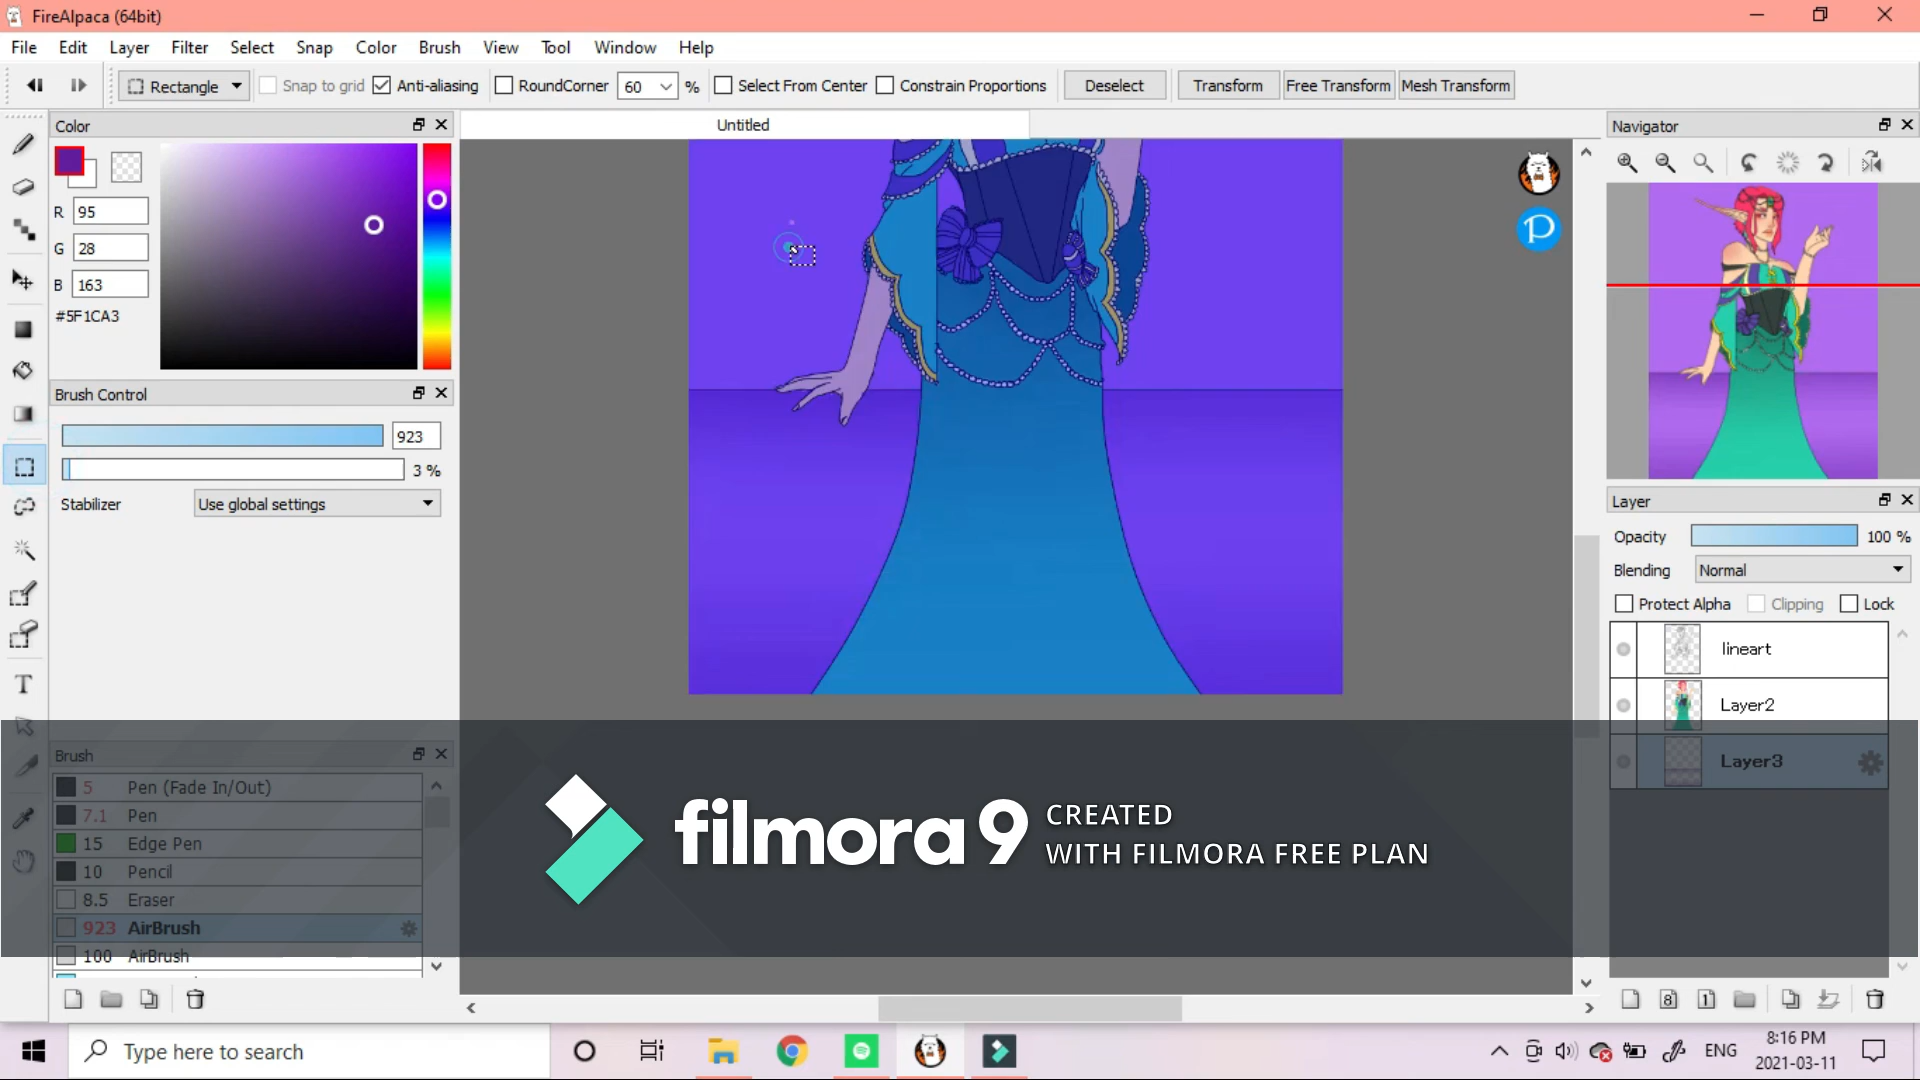 FireAlpaca (64bit)
File Edit Layer Filter Select Snap Color Brush View Tool Window Help
Rectangle Snap to grid Anti-aliasing RoundCorner 60 % Select From Center Constrain Proportions Deselect Transform Free Transform Mesh Transform
Color
Untitled
Navigator
R 95
G 28
B 163
#5F1CA3
Brush Control
923
3 %
Stabilizer Use global settings
Layer
Opacity 100 %
Blending Normal
Protect Alpha Clipping Lock
lineart
Layer2
Layer3
Brush
5 Pen (Fade In/Out)
7.1 Pen
15 Edge Pen
10 Pencil
8.5 Eraser
923 AirBrush
100 AirBrush
filmora9
CREATED
WITH FILMORA FREE PLAN
8 1
Type here to search
ENG
8:16 PM
2021-03-11